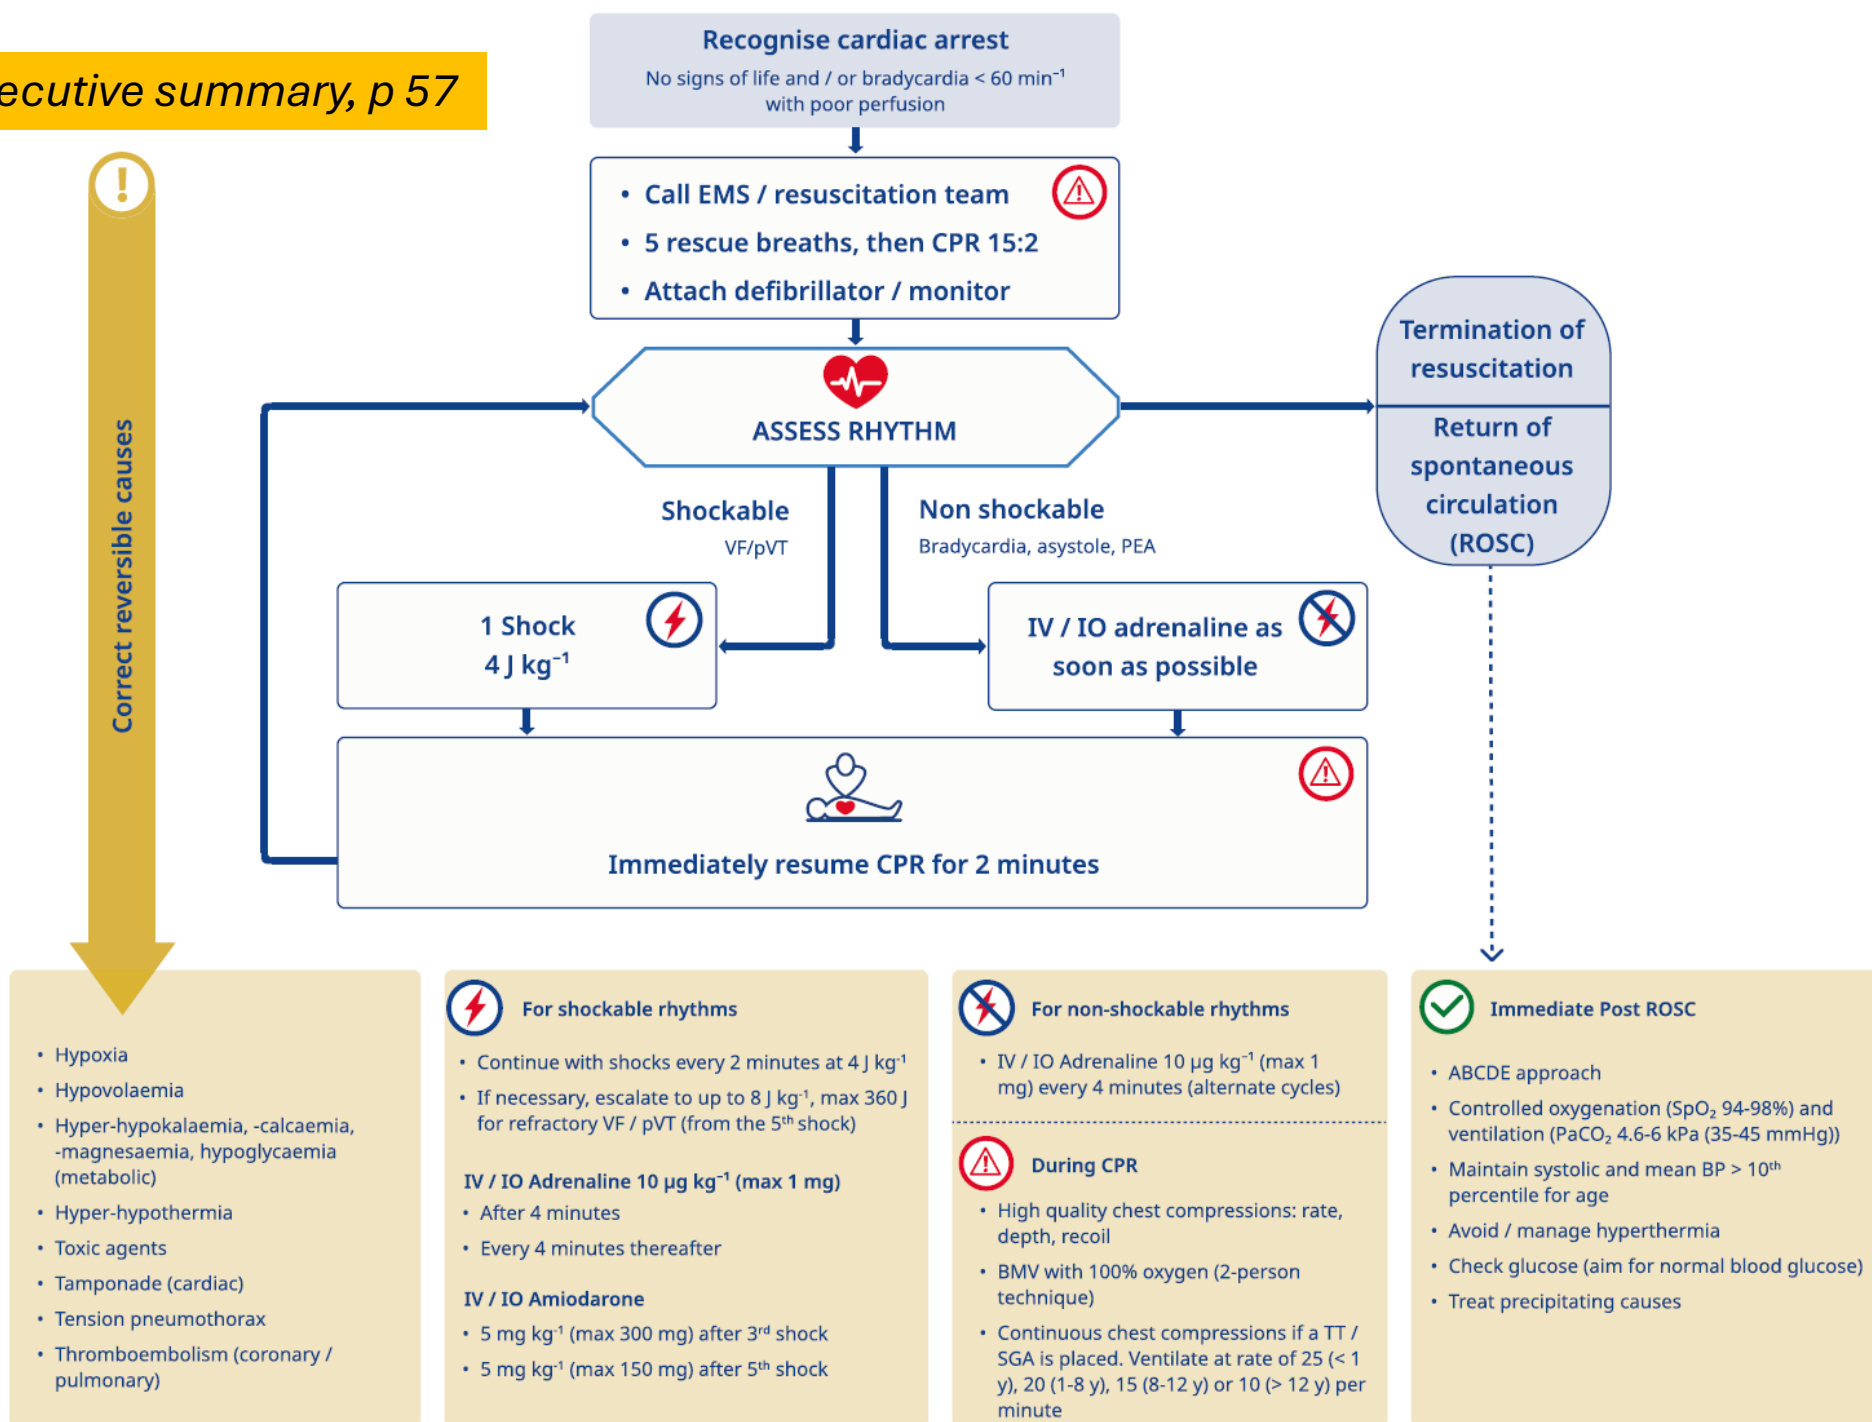 ecutive summary, p 57
Recognise cardiac arrest
No signs of life and / or bradycardia < 60 min⁻¹
with poor perfusion
• Call EMS / resuscitation team
• 5 rescue breaths, then CPR 15:2
• Attach defibrillator / monitor
ASSESS RHYTHM
Termination of
resuscitation
Return of
spontaneous
circulation
(ROSC)
Shockable
VF/pVT
Non shockable
Bradycardia, asystole, PEA
1 Shock
4 J kg⁻¹
IV / IO adrenaline as
soon as possible
Immediately resume CPR for 2 minutes
Correct reversible causes
• Hypoxia
• Hypovolaemia
• Hyper-hypokalaemia, -calcaemia,
-magnesaemia, hypoglycaemia
(metabolic)
• Hyper-hypothermia
• Toxic agents
• Tamponade (cardiac)
• Tension pneumothorax
• Thromboembolism (coronary /
pulmonary)
For shockable rhythms
• Continue with shocks every 2 minutes at 4 J kg⁻¹
• If necessary, escalate to up to 8 J kg⁻¹, max 360 J
for refractory VF / pVT (from the 5ᵗʰ shock)
IV / IO Adrenaline 10 µg kg⁻¹ (max 1 mg)
• After 4 minutes
• Every 4 minutes thereafter
IV / IO Amiodarone
• 5 mg kg⁻¹ (max 300 mg) after 3ʳᵈ shock
• 5 mg kg⁻¹ (max 150 mg) after 5ᵗʰ shock
For non-shockable rhythms
• IV / IO Adrenaline 10 µg kg⁻¹ (max 1
mg) every 4 minutes (alternate cycles)
During CPR
• High quality chest compressions: rate,
depth, recoil
• BMV with 100% oxygen (2-person
technique)
• Continuous chest compressions if a TT /
SGA is placed. Ventilate at rate of 25 (< 1
y), 20 (1-8 y), 15 (8-12 y) or 10 (> 12 y) per
minute
Immediate Post ROSC
• ABCDE approach
• Controlled oxygenation (SpO₂ 94-98%) and
ventilation (PaCO₂ 4.6-6 kPa (35-45 mmHg))
• Maintain systolic and mean BP > 10ᵗʰ
percentile for age
• Avoid / manage hyperthermia
• Check glucose (aim for normal blood glucose)
• Treat precipitating causes